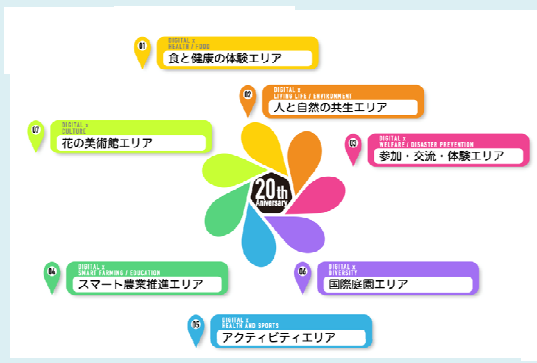 01
DIGITAL x
HEALTH / FOOD
食と健康の体験エリア
02
DIGITAL x
LIVING LIFE / ENVIRONMENT
人と自然の共生エリア
03
DIGITAL x
WELFARE / DISASTER PREVENTION
参加・交流・体験エリア
07
DIGITAL x
CULTURE
花の美術館エリア
20th
Aniversary
04
DIGITAL x
SMART FARMING / EDUCATION
スマート農業推進エリア
06
DIGITAL x
DIVERSITY
国際庭園エリア
05
DIGITAL x
HEALTH AND SPORTS
アクティビティエリア